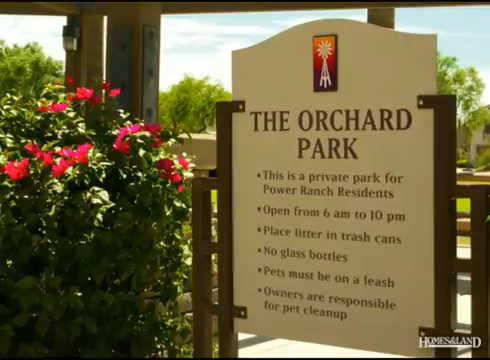 THE ORCHARD
PARK
• This is a private park for
Power Ranch Residents
• Open from 6 am to 10 pm
• Place litter in trash cans
• No glass bottles
• Pets must be on a leash
• Owners are responsible
for pet cleanup
HOMES&LAND